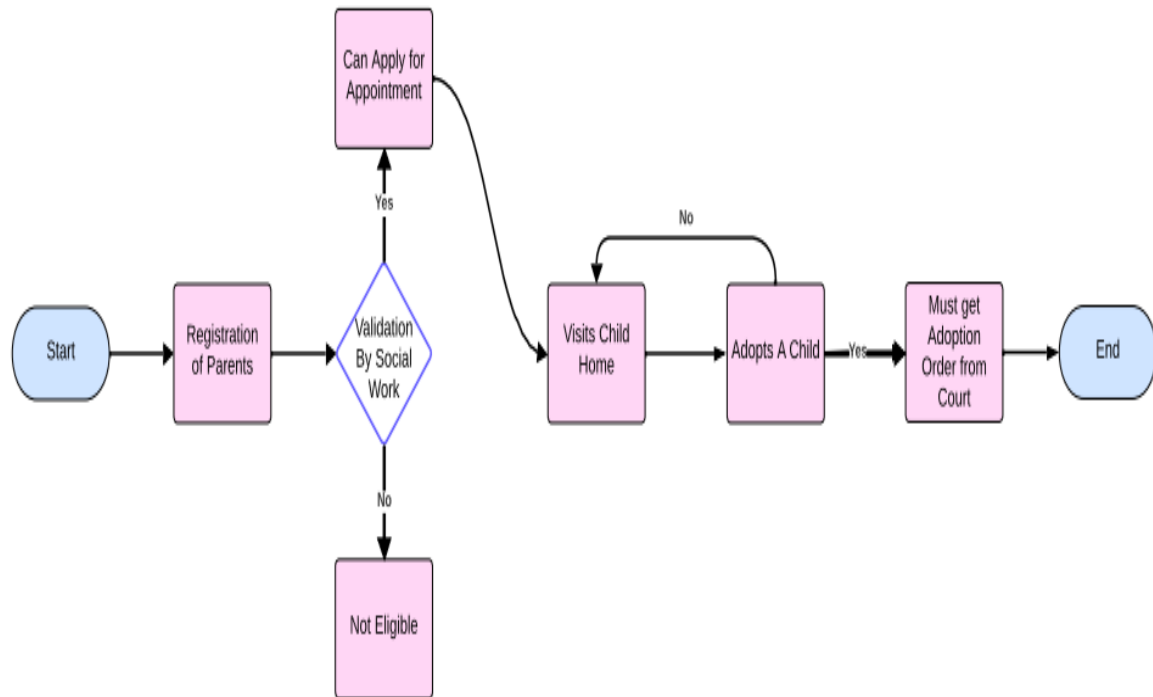 Can Apply for
Appointment
Yes
No
Start
Registration
of Parents
Validation
By Social
Work
Visits Child
Home
Adopts A Child
Yes
Must get
Adoption
Order from
Court
End
No
Not Eligible